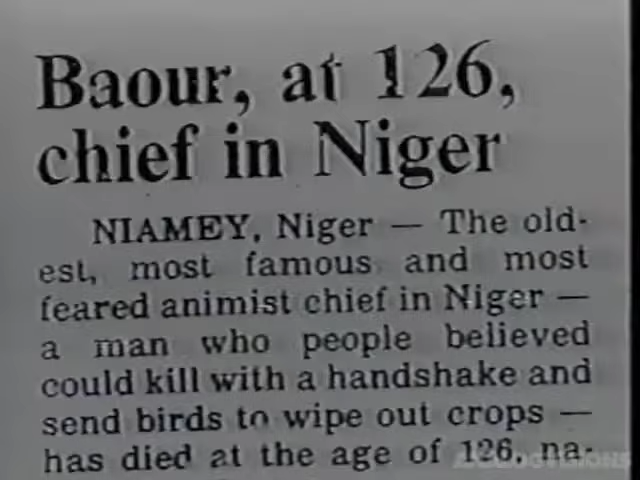 Baour, at 126,
chief in Niger
NIAMEY, Niger — The old-
est, most famous and most
feared animist chief in Niger —
a man who people believed
could kill with a handshake and
send birds to wipe out crops —
has died at the age of 126, na-